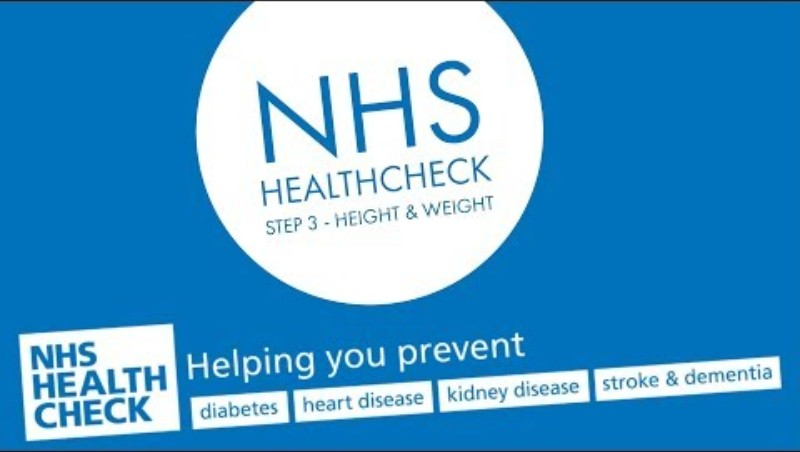 NHS
HEALTHCHECK
STEP 3 - HEIGHT & WEIGHT
NHS
HEALTH
CHECK
Helping you prevent
diabetes heart disease kidney disease stroke & dementia